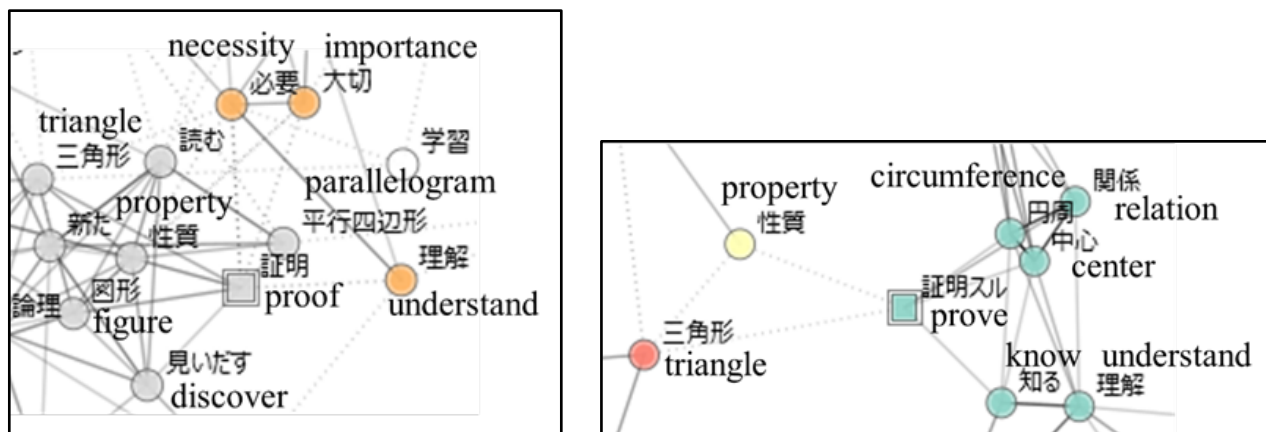 necessity
importance
必要
大切
triangle
三角形
読む
学習
parallelogram
平行四辺形
新た
property
性質
理解
understand
証明
proof
論理
図形
figure
見いだす
discover
property
性質
circumference
関係
relation
円周
中心
center
証明スル
prove
三角形
triangle
know
知る
understand
理解